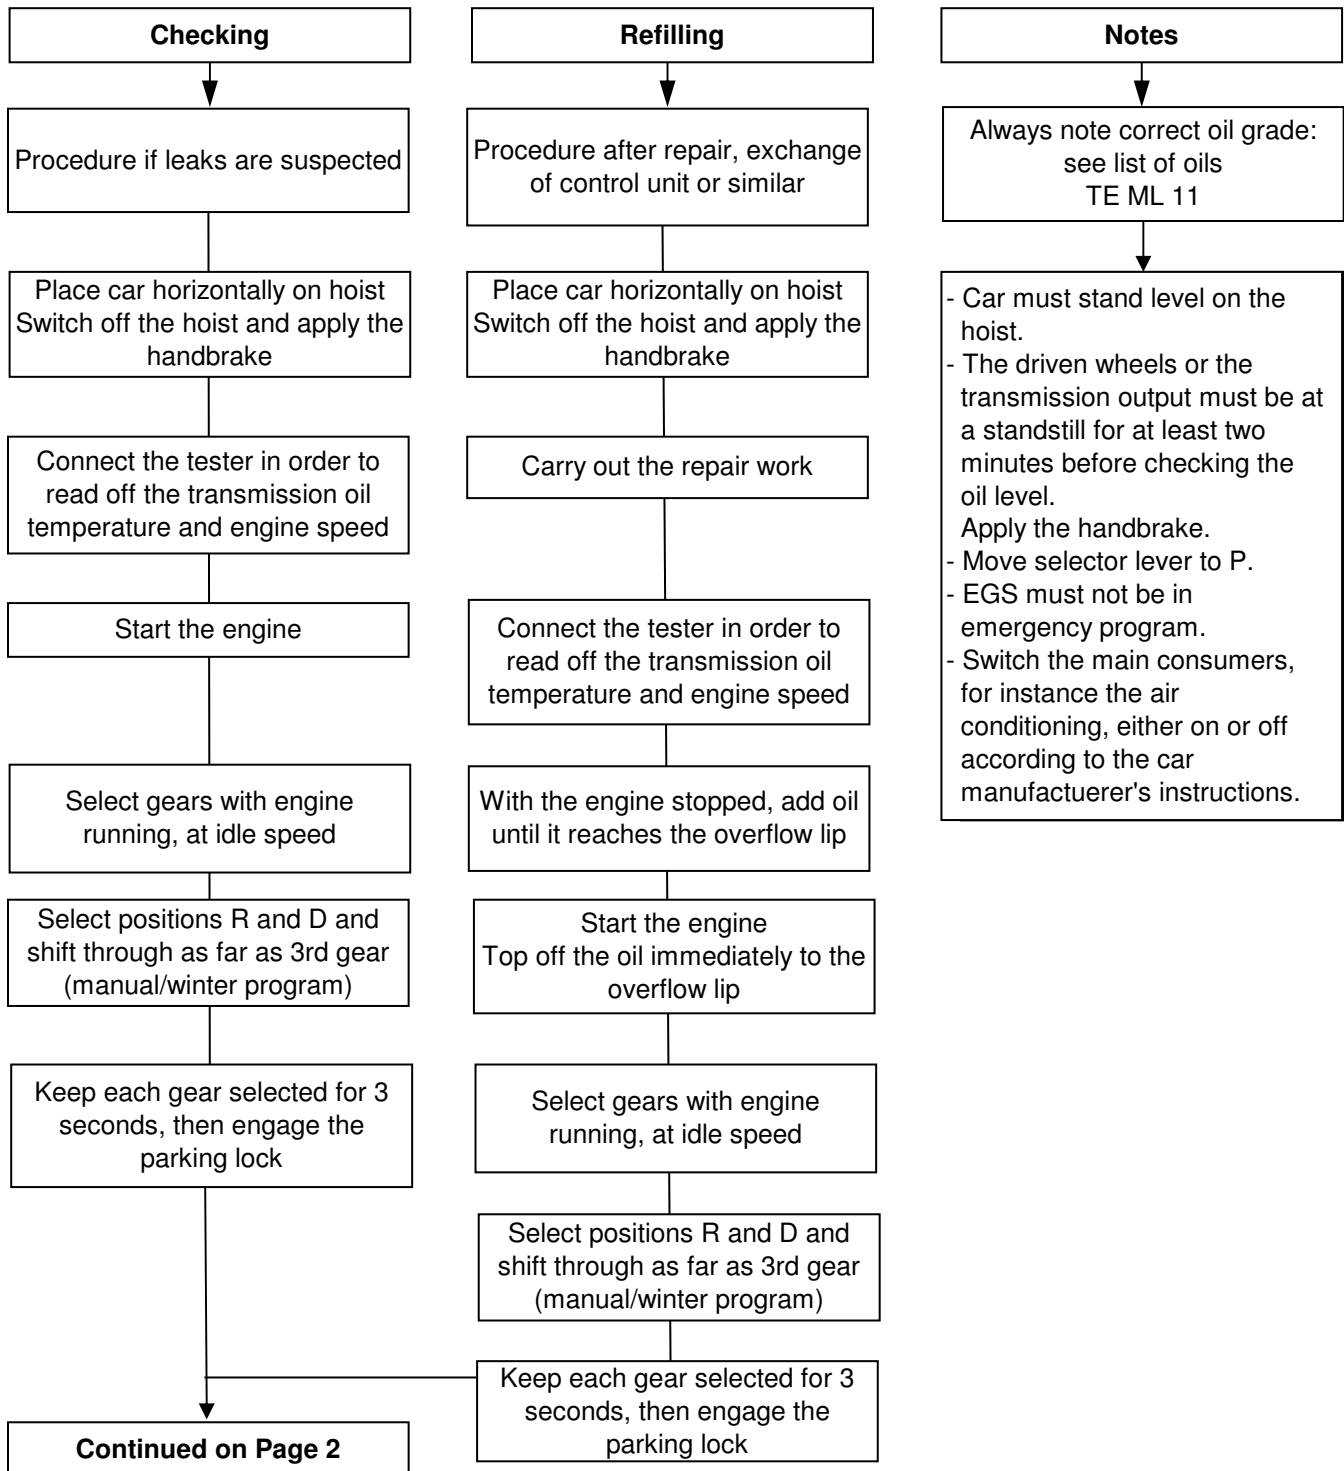 Checking
Procedure if leaks are suspected
Place car horizontally on hoist
Switch off the hoist and apply the
handbrake
Connect the tester in order to
read off the transmission oil
temperature and engine speed
Start the engine
Select gears with engine
running, at idle speed
Select positions R and D and
shift through as far as 3rd gear
(manual/winter program)
Keep each gear selected for 3
seconds, then engage the
parking lock
Continued on Page 2
Refilling
Procedure after repair, exchange
of control unit or similar
Place car horizontally on hoist
Switch off the hoist and apply the
handbrake
Carry out the repair work
Connect the tester in order to
read off the transmission oil
temperature and engine speed
With the engine stopped, add oil
until it reaches the overflow lip
Start the engine
Top off the oil immediately to the
overflow lip
Select gears with engine
running, at idle speed
Select positions R and D and
shift through as far as 3rd gear
(manual/winter program)
Keep each gear selected for 3
seconds, then engage the
parking lock
Notes
Always note correct oil grade:
see list of oils
TE ML 11
- Car must stand level on the
hoist.
- The driven wheels or the
transmission output must be at
a standstill for at least two
minutes before checking the
oil level.
Apply the handbrake.
- Move selector lever to P.
- EGS must not be in
emergency program.
- Switch the main consumers,
for instance the air
conditioning, either on or off
according to the car
manufactuerer's instructions.